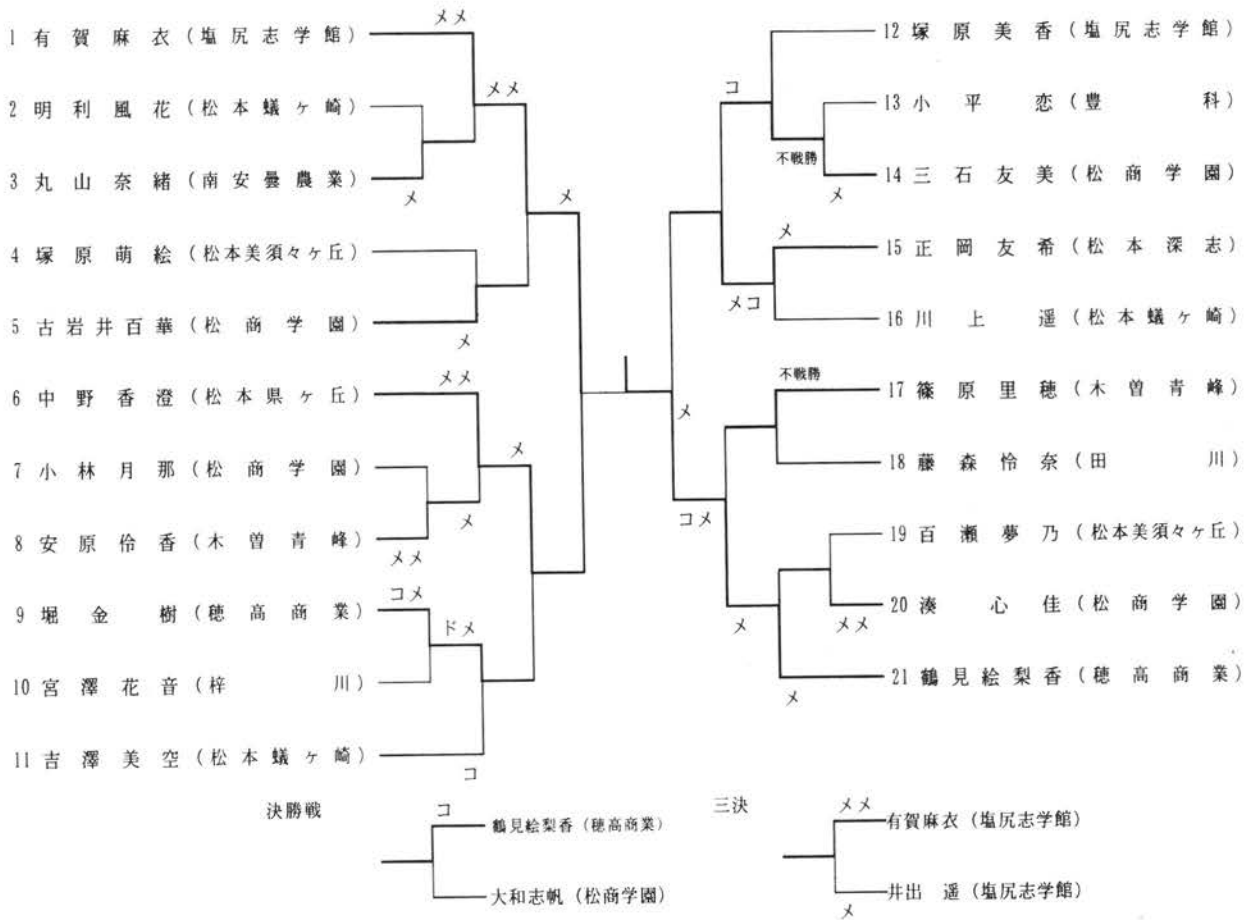 メメ
1 有賀麻衣 (塩尻志学館)
メメ
2 明利風花 (松本蟻ヶ崎)
3 丸山奈緒 (南安曇農業)
メ
メ
4 塚原萌絵 (松本美須々ヶ丘)
5 古岩井百華 (松商学園)
メ
メメ
6 中野香澄 (松本県ヶ丘)
メ
7 小林月那 (松商学園)
メ
8 安原伶香 (木曽青峰)
メメ
コメ
9 堀金樹 (穂高商業)
ドメ
10 宮澤花音 (梓川)
11 吉澤美空 (松本蟻ヶ崎)
コ
12 塚原美香 (塩尻志学館)
コ
13 小平恋 (豊科)
不戦勝
14 三石友美 (松商学園)
メ
メ
15 正岡友希 (松本深志)
メコ
16 川上遥 (松本蟻ヶ崎)
不戦勝
17 篠原里穂 (木曽青峰)
メ
18 藤森怜奈 (田川)
コメ
19 百瀬夢乃 (松本美須々ヶ丘)
20 湊心佳 (松商学園)
メ
メメ
21 鶴見絵梨香 (穂高商業)
メ
決勝戦
コ
鶴見絵梨香 (穂高商業)
大和志帆 (松商学園)
三決
メメ
有賀麻衣 (塩尻志学館)
井出 遥 (塩尻志学館)
メ